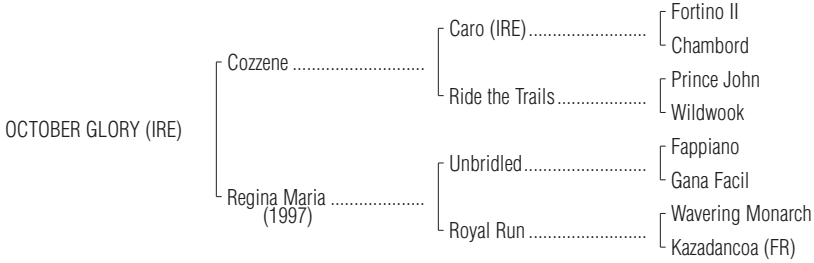 Fortino II
Caro (IRE)..........................
Chambord
Cozzene .............................
Prince John
Ride the Trails....................
Wildwook
OCTOBER GLORY (IRE)
Fappiano
Unbridled...........................
Gana Facil
Regina Maria ....................
(1997)
Wavering Monarch
Royal Run ..........................
Kazadancoa (FR)